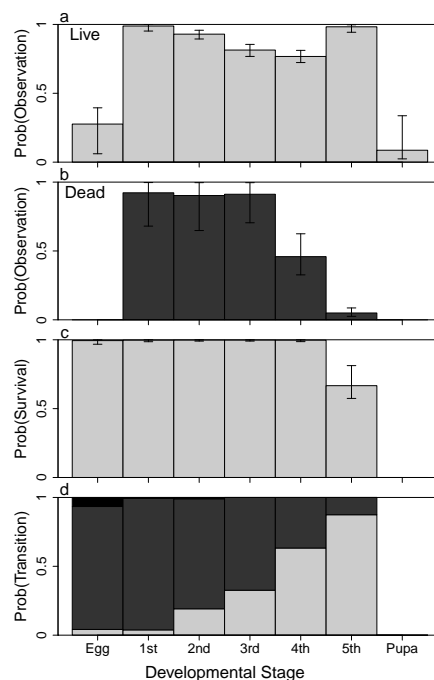 a
Live
Prob(Observation)
0
0.5
1
b
Dead
Prob(Observation)
0
0.5
1
c
Prob(Survival)
0
0.5
1
d
Prob(Transition)
0
0.5
1
Egg 1st 2nd 3rd 4th 5th Pupa
Developmental Stage